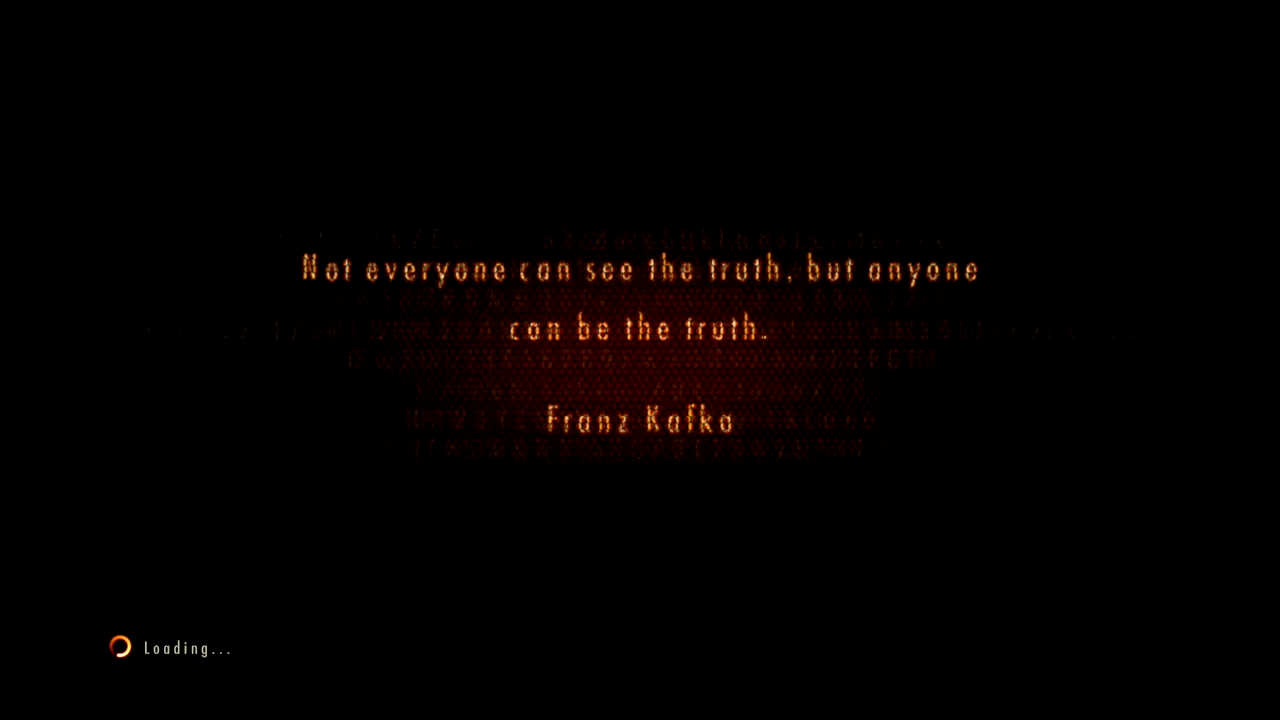 Not everyone can see the truth, but anyone
can be the truth.
Franz Kafka
Loading...